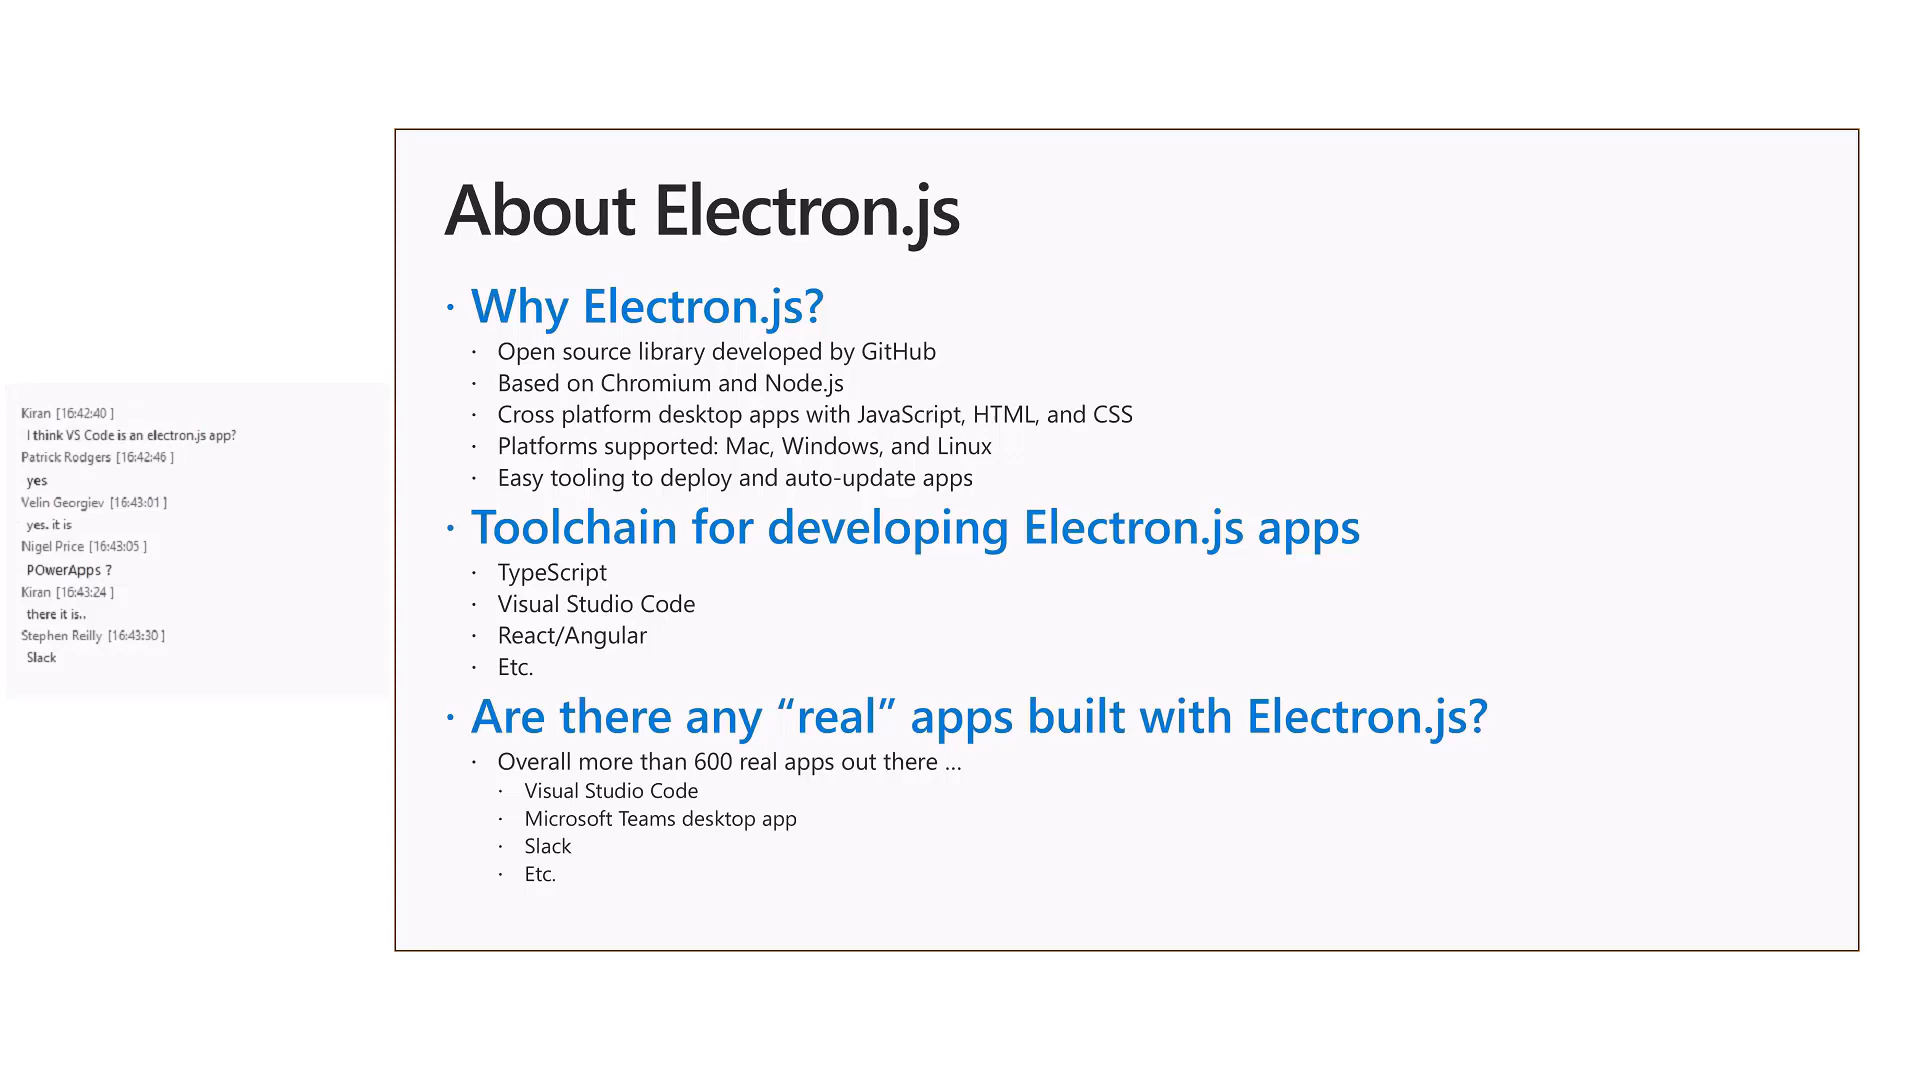 Kiran [16:42:40 ]
I think VS Code is an electron.js app?
Patrick Rodgers [16:42:46 ]
yes
Velin Georgiev [16:43:01 ]
yes. it is
Nigel Price [16:43:05 ]
POwerApps ?
Kiran [16:43:24 ]
there it is..
Stephen Reilly [16:43:30 ]
Slack
About Electron.js
· Why Electron.js?
· Open source library developed by GitHub
· Based on Chromium and Node.js
· Cross platform desktop apps with JavaScript, HTML, and CSS
· Platforms supported: Mac, Windows, and Linux
· Easy tooling to deploy and auto-update apps
· Toolchain for developing Electron.js apps
· TypeScript
· Visual Studio Code
· React/Angular
· Etc.
· Are there any “real” apps built with Electron.js?
· Overall more than 600 real apps out there ...
· Visual Studio Code
· Microsoft Teams desktop app
· Slack
· Etc.